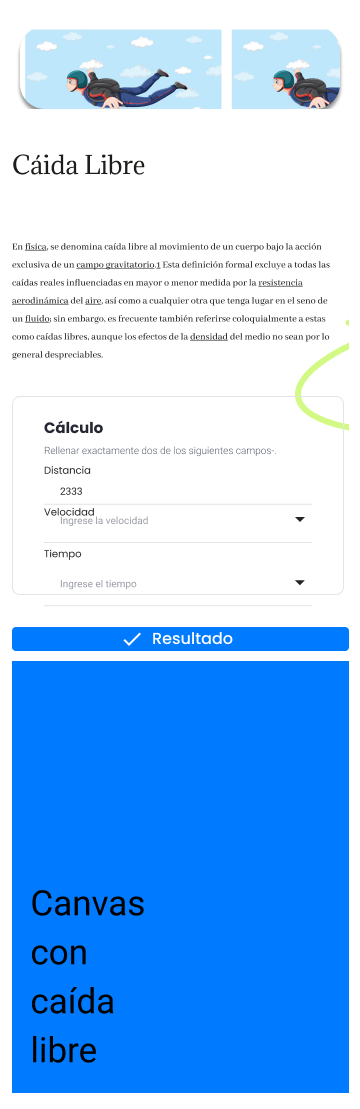 Cáida Libre
En física, se denomina caída libre al movimiento de un cuerpo bajo la acción
exclusiva de un campo gravitatorio.1 Esta definición formal excluye a todas las
caídas reales influenciadas en mayor o menor medida por la resistencia
aerodinámica del aire, así como a cualquier otra que tenga lugar en el seno de
un fluido; sin embargo, es frecuente también referirse coloquialmente a estas
como caídas libres, aunque los efectos de la densidad del medio no sean por lo
general despreciables.
Cálculo
Rellenar exactamente dos de los siguientes campos-.
Distancia
2333
Velocidad
Ingrese la velocidad
Tiempo
Ingrese el tiempo
Resultado
Canvas
con
caída
libre